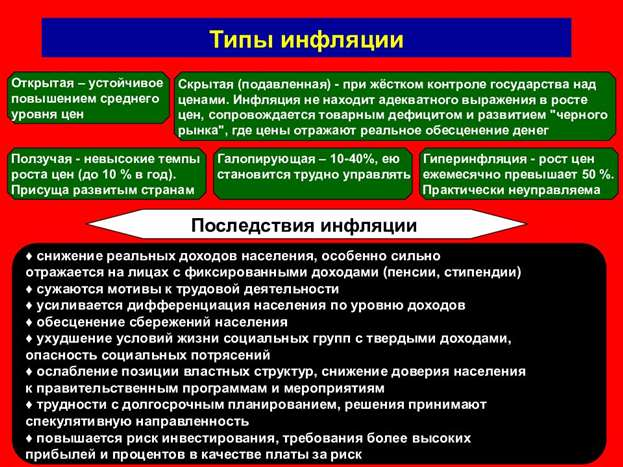 Типы инфляции
Открытая – устойчивое
повышением среднего
уровня цен
Скрытая (подавленная) - при жёстком контроле государства над
ценами. Инфляция не находит адекватного выражения в росте
цен, сопровождается товарным дефицитом и развитием "черного
рынка", где цены отражают реальное обесценение денег
Ползучая - невысокие темпы
роста цен (до 10 % в год).
Присуща развитым странам
Галопирующая – 10-40%, ею
становится трудно управлять
Гиперинфляция - рост цен
ежемесячно превышает 50 %.
Практически неуправляема
Последствия инфляции
♦ снижение реальных доходов населения, особенно сильно
отражается на лицах с фиксированными доходами (пенсии, стипендии)
♦ сужаются мотивы к трудовой деятельности
♦ усиливается дифференциация населения по уровню доходов
♦ обесценение сбережений населения
♦ ухудшение условий жизни социальных групп с твердыми доходами,
опасность социальных потрясений
♦ ослабление позиции властных структур, снижение доверия населения
к правительственным программам и мероприятиям
♦ трудности с долгосрочным планированием, решения принимают
спекулятивную направленность
♦ повышается риск инвестирования, требования более высоких
прибылей и процентов в качестве платы за риск